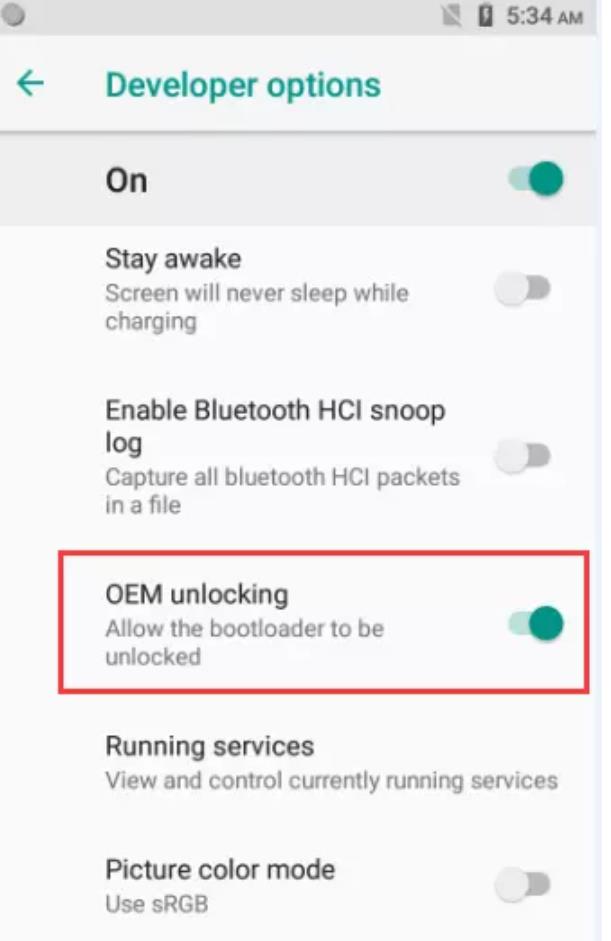 5:34 AM
Developer options
On
Stay awake
Screen will never sleep while
charging
Enable Bluetooth HCI snoop
log
Capture all bluetooth HCI packets
in a file
OEM unlocking
Allow the bootloader to be
unlocked
Running services
View and control currently running services
Picture color mode
Use sRGB